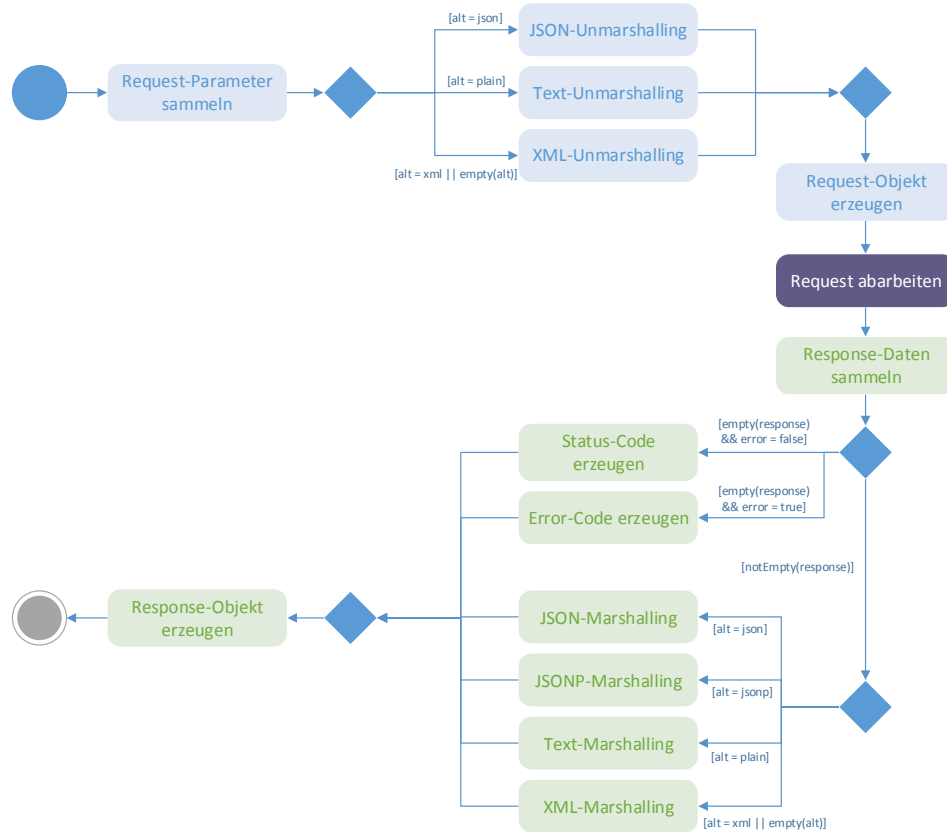 [alt = json]
JSON-Unmarshalling
Request-Parameter
sammeln
[alt = plain]
Text-Unmarshalling
XML-Unmarshalling
[alt = xml || empty(alt)]
Request-Objekt
erzeugen
Request abarbeiten
Response-Daten
sammeln
[empty(response)
&& error = false]
Status-Code
erzeugen
[empty(response)
&& error = true]
Error-Code erzeugen
[notEmpty(response)]
Response-Objekt
erzeugen
JSON-Marshalling
[alt = json]
JSONP-Marshalling
[alt = jsonp]
Text-Marshalling
[alt = plain]
XML-Marshalling
[alt = xml || empty(alt)]